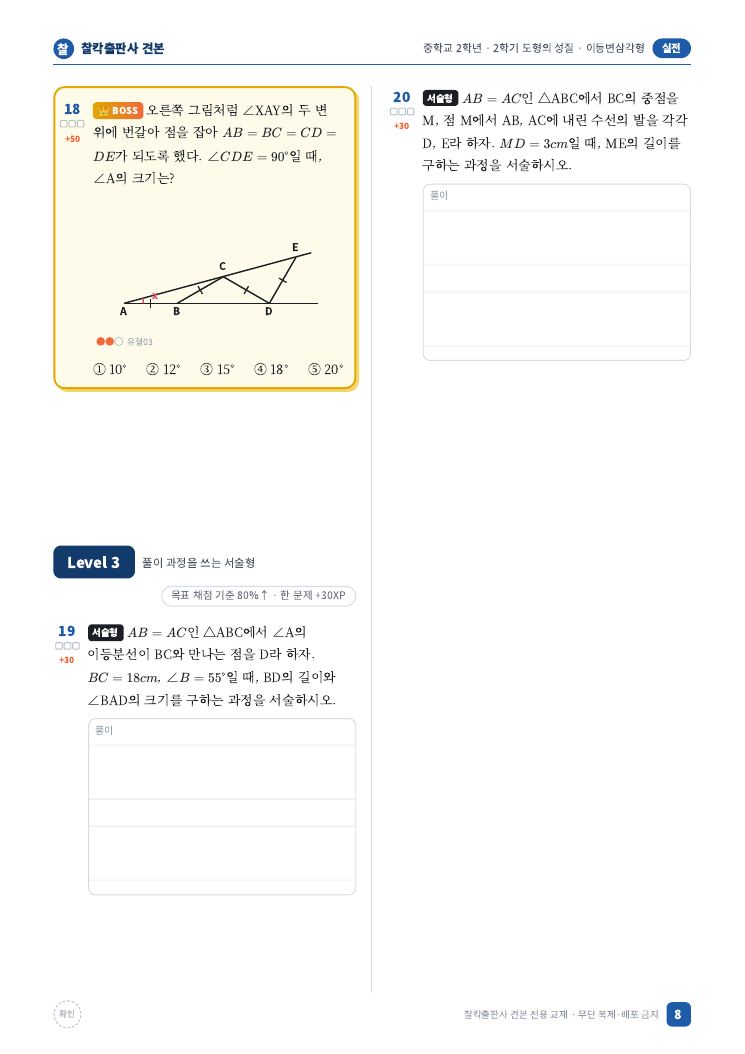 찰 찰칵출판사 견본
중학교 2학년 · 2학기 도형의 성질 · 이등변삼각형 실전
18 BOSS 오른쪽 그림처럼 ∠XAY의 두 변
+50
위에 번갈아 점을 잡아 AB = BC = CD =
DE가 되도록 했다. ∠CDE = 90°일 때,
∠A의 크기는?
E
C
x
A B D
유형03
① 10° ② 12° ③ 15° ④ 18° ⑤ 20°
Level 3 풀이 과정을 쓰는 서술형
목표 채점 기준 80%↑ · 한 문제 +30XP
19 서술형 AB = AC인 △ABC에서 ∠A의
+30
이등분선이 BC와 만나는 점을 D라 하자.
BC = 18cm, ∠B = 55°일 때, BD의 길이와
∠BAD의 크기를 구하는 과정을 서술하시오.
풀이
20 서술형 AB = AC인 △ABC에서 BC의 중점을
+30
M, 점 M에서 AB, AC에 내린 수선의 발을 각각
D, E라 하자. MD = 3cm일 때, ME의 길이를
구하는 과정을 서술하시오.
풀이
확인
찰칵출판사 견본 전용 교재 · 무단 복제·배포 금지 8